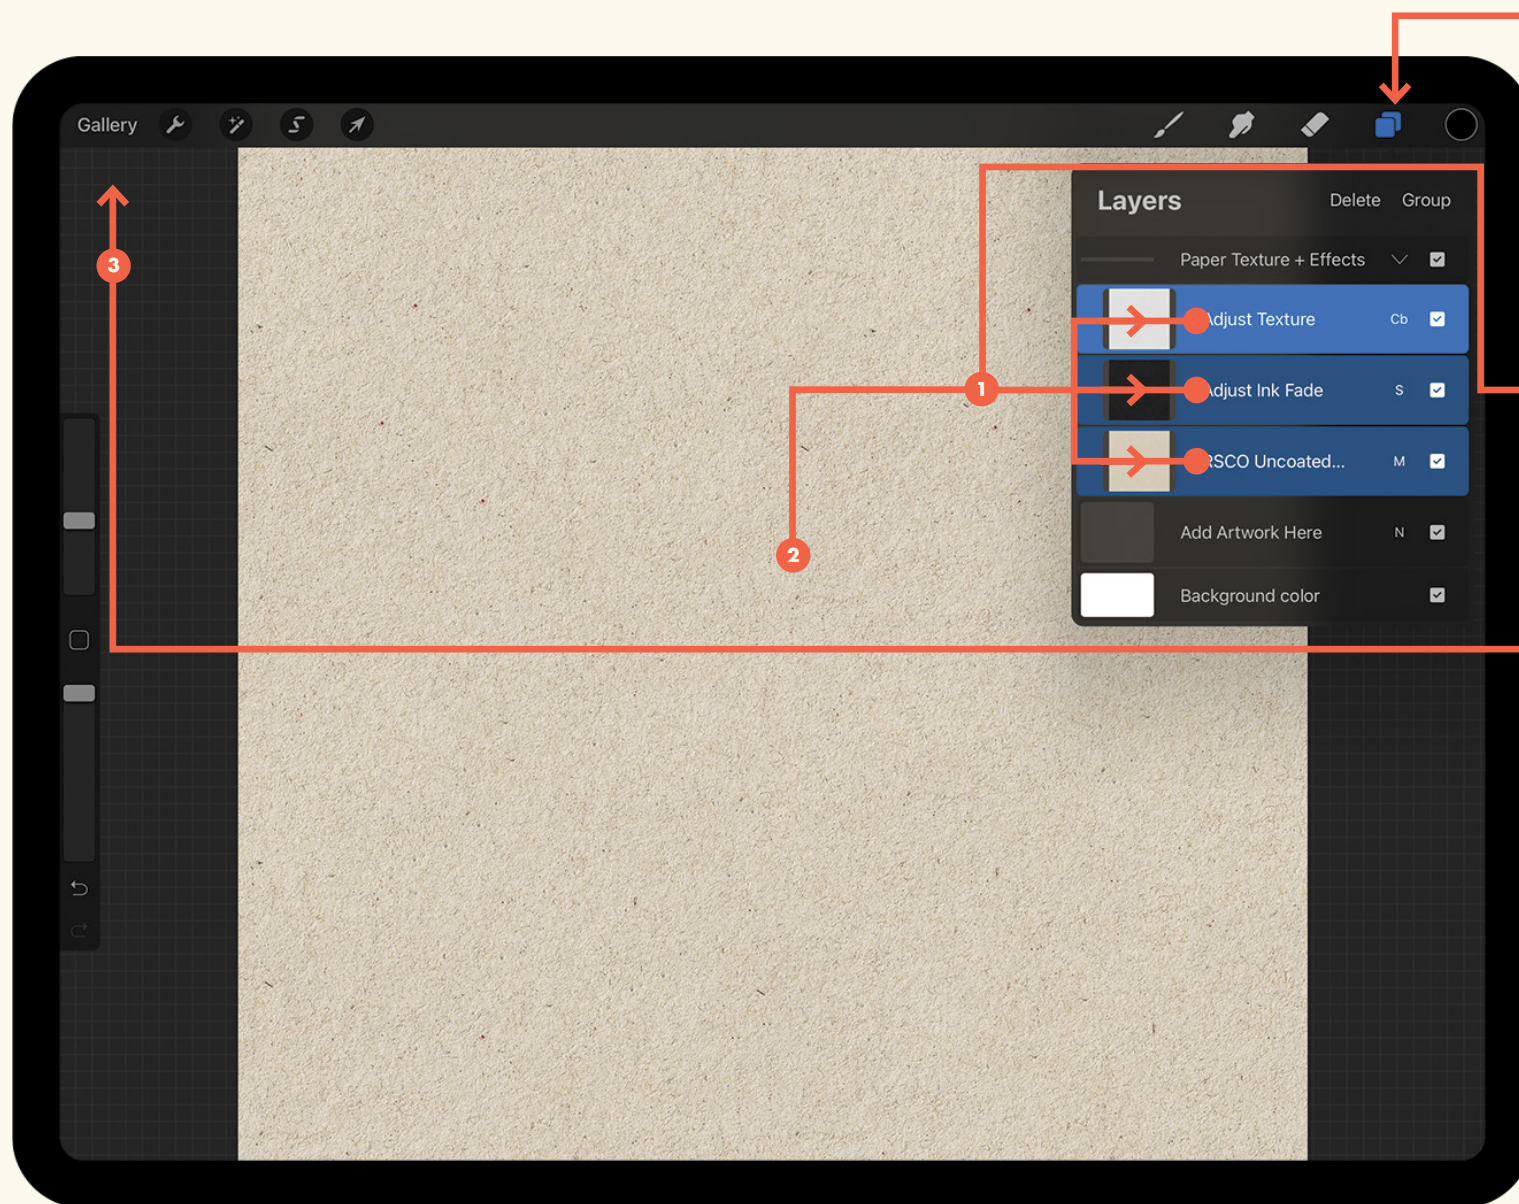 Gallery
Layers Delete Group
Paper Texture + Effects
3
Adjust Texture Cb
1
Adjust Ink Fade S
RSCO Uncoated... M
Add Artwork Here N
2
Background color